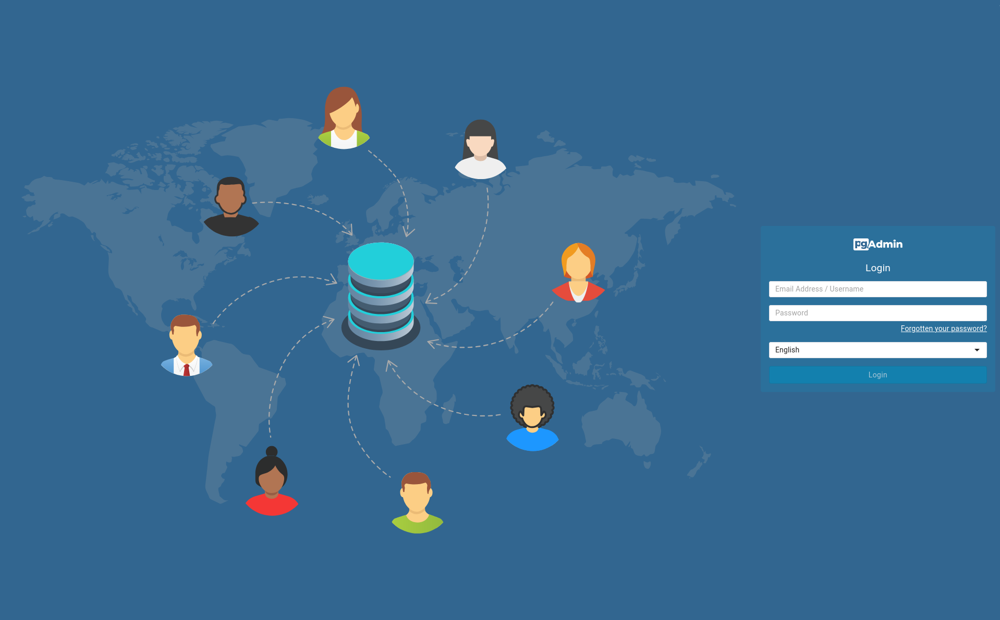 pgAdmin
Login
Email Address / Username
Password
Forgotten your password?
English
Login